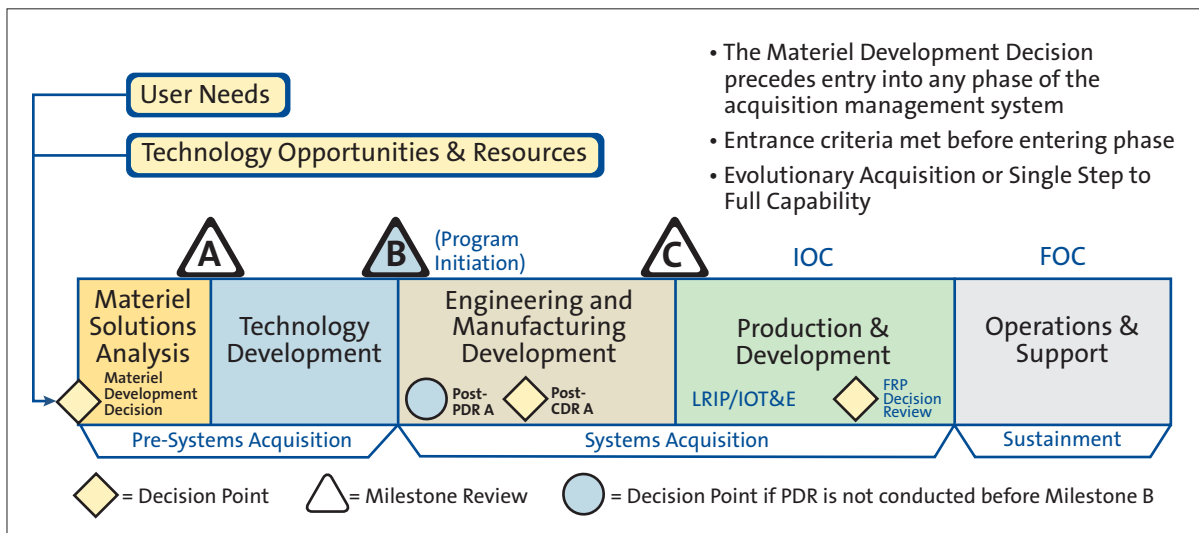 User Needs
Technology Opportunities & Resources
• The Materiel Development Decision
precedes entry into any phase of the
acquisition management system
• Entrance criteria met before entering phase
• Evolutionary Acquisition or Single Step to
Full Capability
A
B
(Program
Initiation)
C
IOC
FOC
Materiel
Solutions
Analysis
Materiel
Development
Decision
Technology
Development
Engineering and
Manufacturing
Development
Post-
PDR A
Post-
CDR A
Production &
Development
LRIP/IOT&E
FRP
Decision
Review
Operations &
Support
Pre-Systems Acquisition
Systems Acquisition
Sustainment
= Decision Point
= Milestone Review
= Decision Point if PDR is not conducted before Milestone B